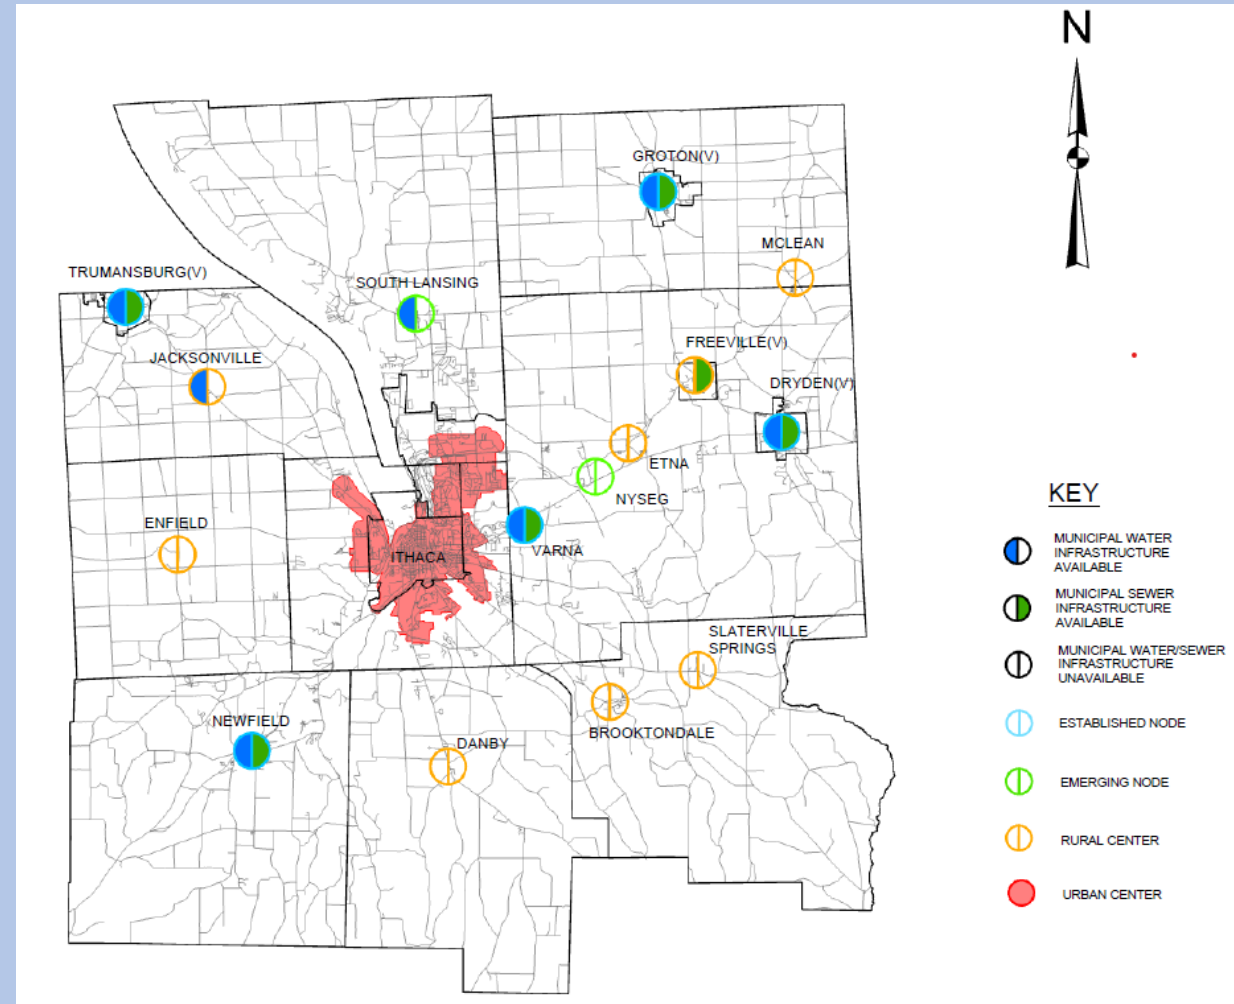 N
GROTON(V)
MCLEAN
TRUMANSBURG(V)
SOUTH LANSING
JACKSONVILLE
FREEVILLE(V)
DRYDEN(V)
ETNA
NYSEG
ENFIELD
ITHACA
VARNA
SLATERVILLE
SPRINGS
NEWFIELD
DANBY
BROOKTONDALE
KEY
MUNICIPAL WATER
INFRASTRUCTURE
AVAILABLE
MUNICIPAL SEWER
INFRASTRUCTURE
AVAILABLE
MUNICIPAL WATER/SEWER
INFRASTRUCTURE
UNAVAILABLE
ESTABLISHED NODE
EMERGING NODE
RURAL CENTER
URBAN CENTER